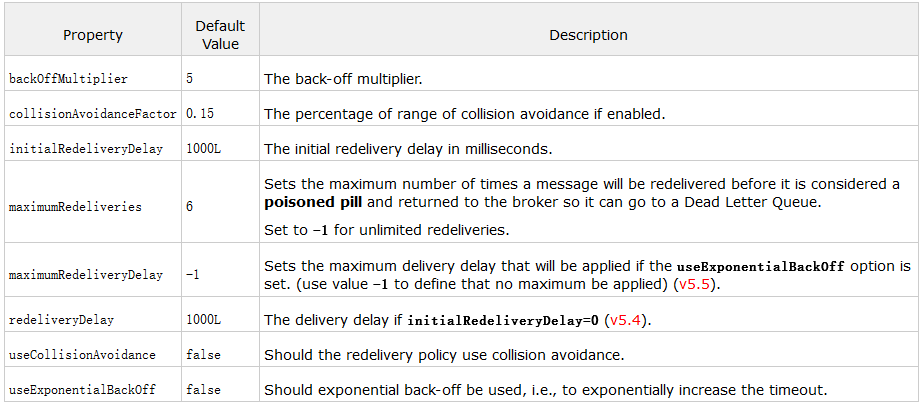 Property Default Value Description
backOffMultiplier 5 The back-off multiplier.
collisionAvoidanceFactor 0.15 The percentage of range of collision avoidance if enabled.
initialRedeliveryDelay 1000L The initial redelivery delay in milliseconds.
maximumRedeliveries 6 Sets the maximum number of times a message will be redelivered before it is considered a
poisoned pill and returned to the broker so it can go to a Dead Letter Queue.
Set to -1 for unlimited redeliveries.
maximumRedeliveryDelay -1 Sets the maximum delivery delay that will be applied if the useExponentialBackOff option is
set. (use value -1 to define that no maximum be applied) (v5.5).
redeliveryDelay 1000L The delivery delay if initialRedeliveryDelay=0 (v5.4).
useCollisionAvoidance false Should the redelivery policy use collision avoidance.
useExponentialBackOff false Should exponential back-off be used, i.e., to exponentially increase the timeout.